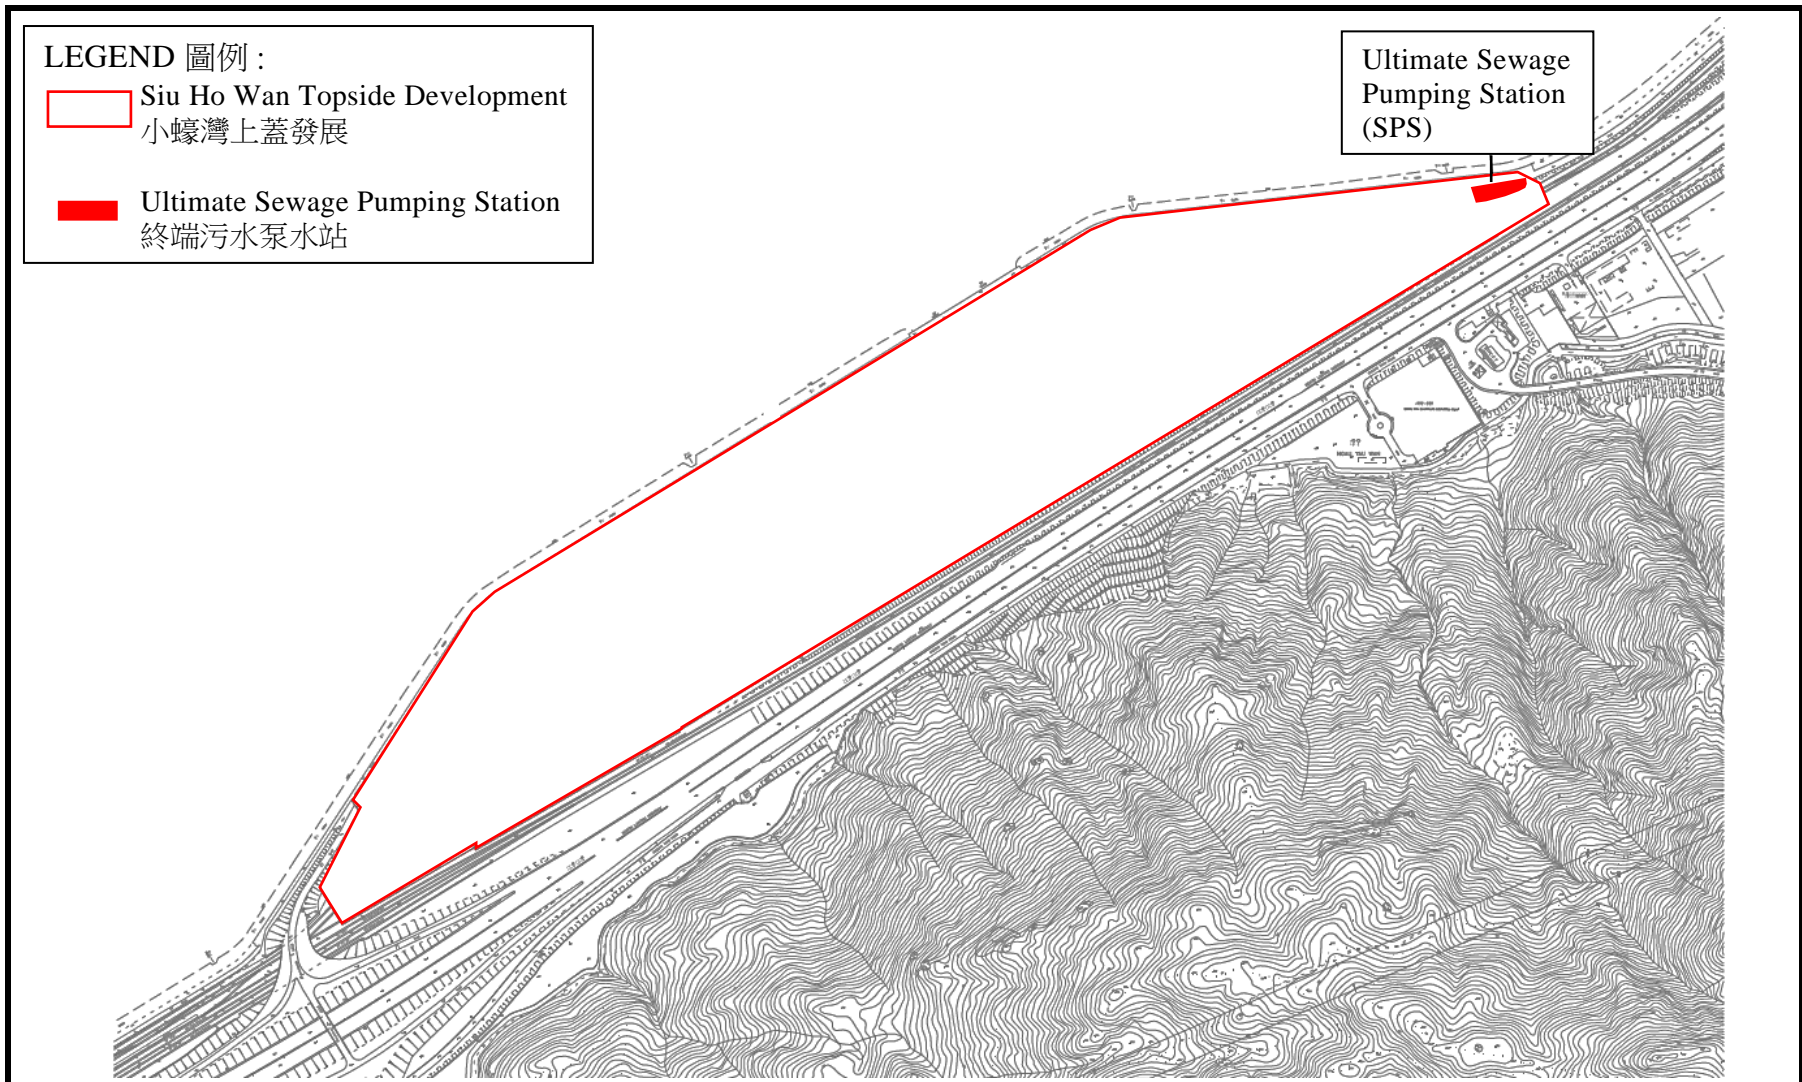 LEGEND 圖例 :
Siu Ho Wan Topside Development
小蠔灣上蓋發展
Ultimate Sewage Pumping Station
終端污水泵水站
Ultimate Sewage
Pumping Station
(SPS)